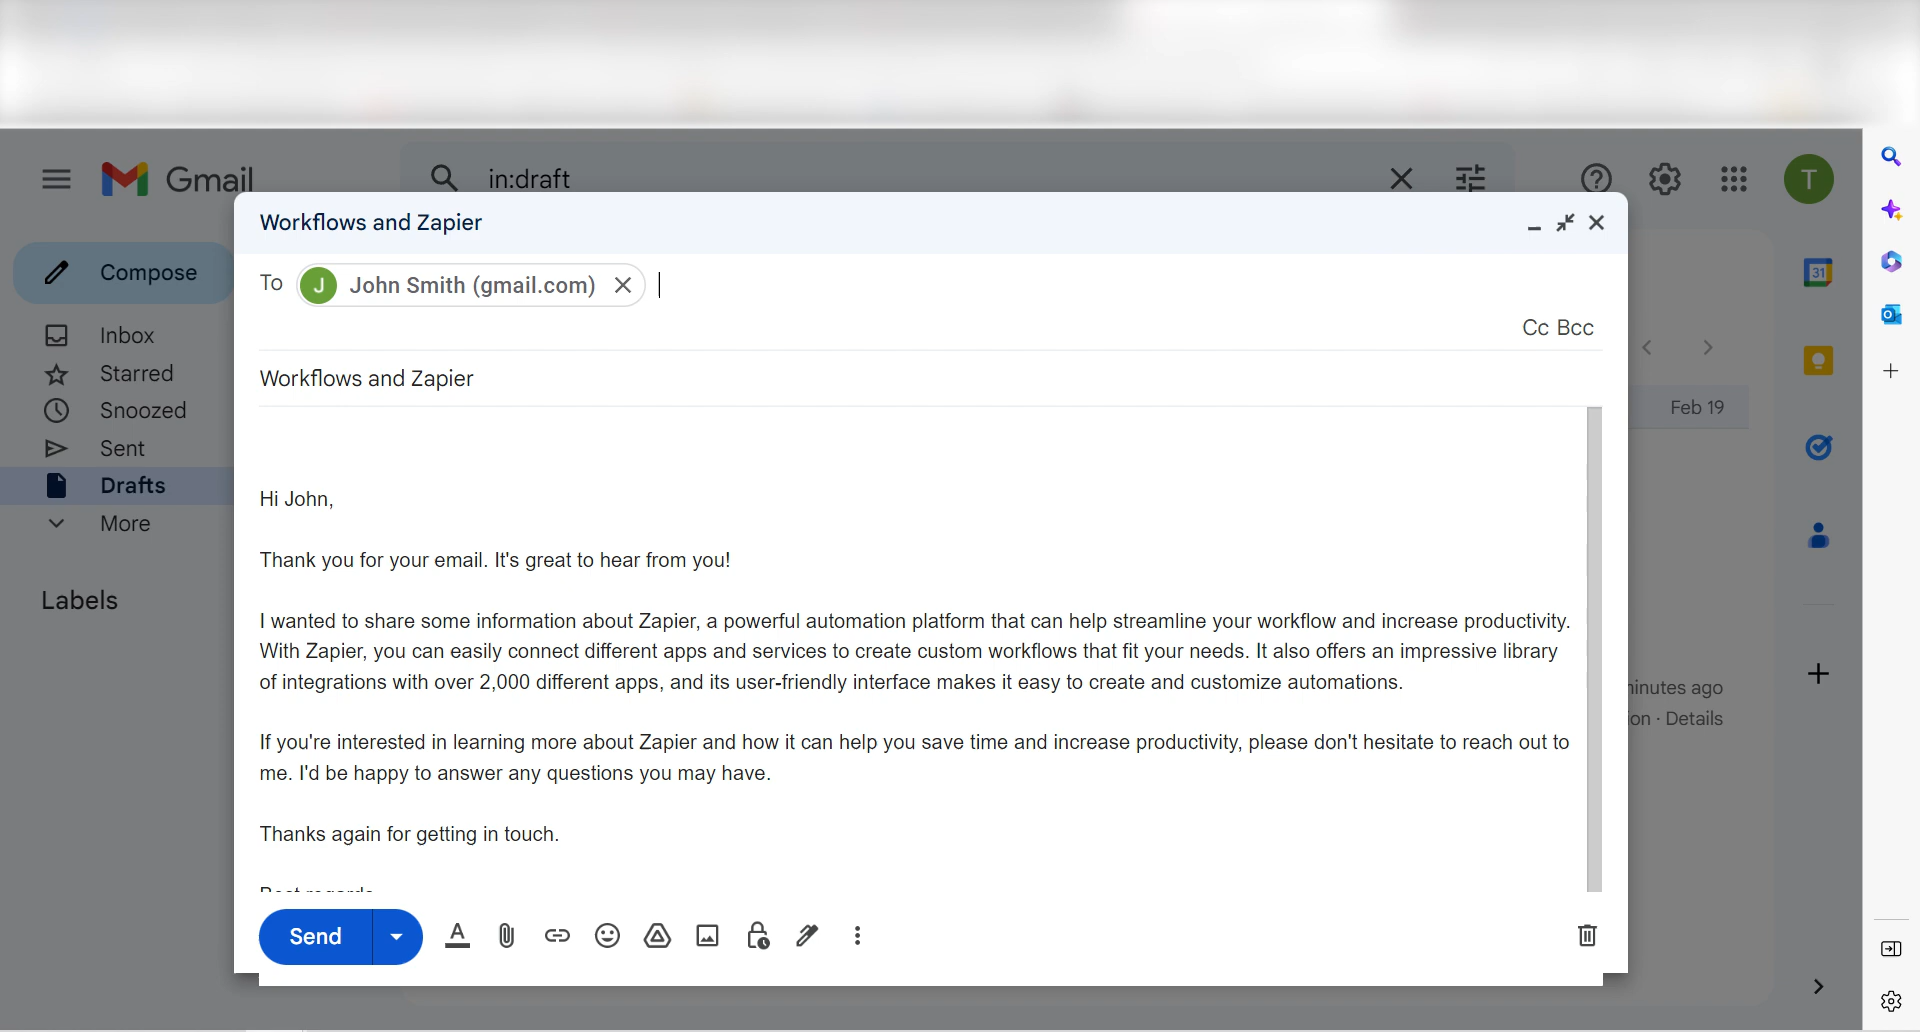 Gmail
in:draft
T
Workflows and Zapier
Compose
To
J
John Smith (gmail.com)
31
Inbox
Cc Bcc
Starred
Workflows and Zapier
Snoozed
Feb 19
Sent
Drafts
Hi John,
More
Thank you for your email. It's great to hear from you!
Labels
I wanted to share some information about Zapier, a powerful automation platform that can help streamline your workflow and increase productivity.
With Zapier, you can easily connect different apps and services to create custom workflows that fit your needs. It also offers an impressive library
of integrations with over 2,000 different apps, and its user-friendly interface makes it easy to create and customize automations.
ago
· Details
If you're interested in learning more about Zapier and how it can help you save time and increase productivity, please don't hesitate to reach out to
me. I'd be happy to answer any questions you may have.
Thanks again for getting in touch.
Send